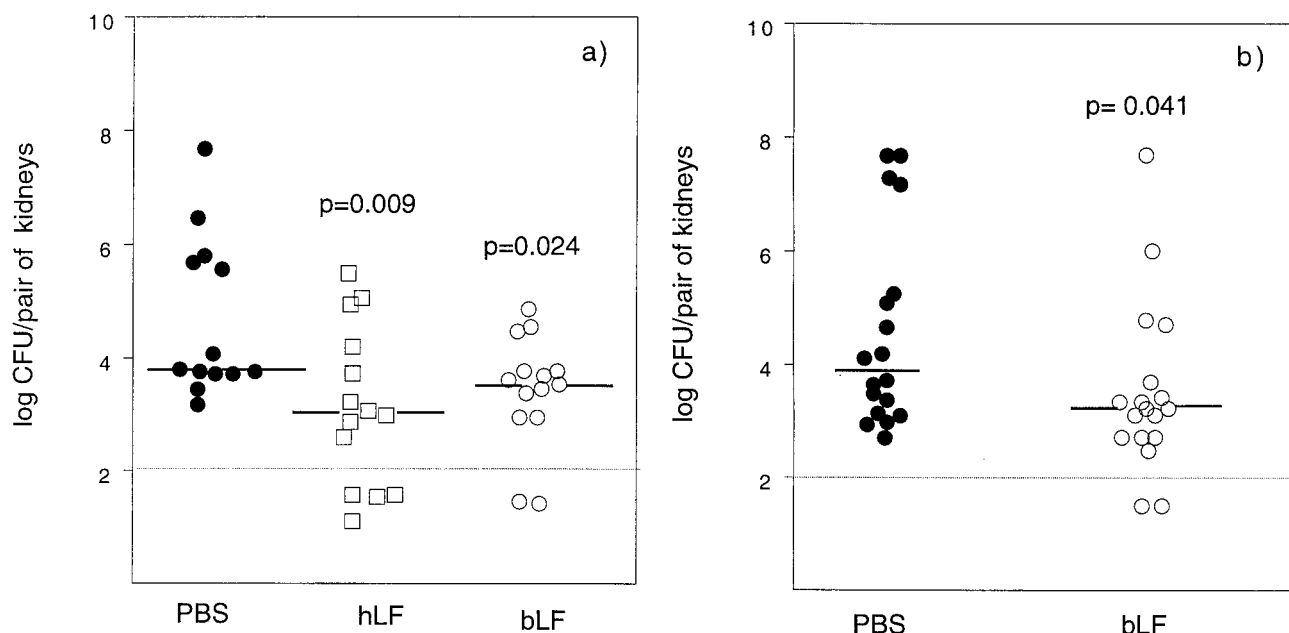 a)
log CFU/pair of kidneys
10
8
6
4
2
p=0.009
p=0.024
PBS
hLF
bLF
b)
log CFU/pair of kidneys
10
8
6
4
2
p= 0.041
PBS
bLF